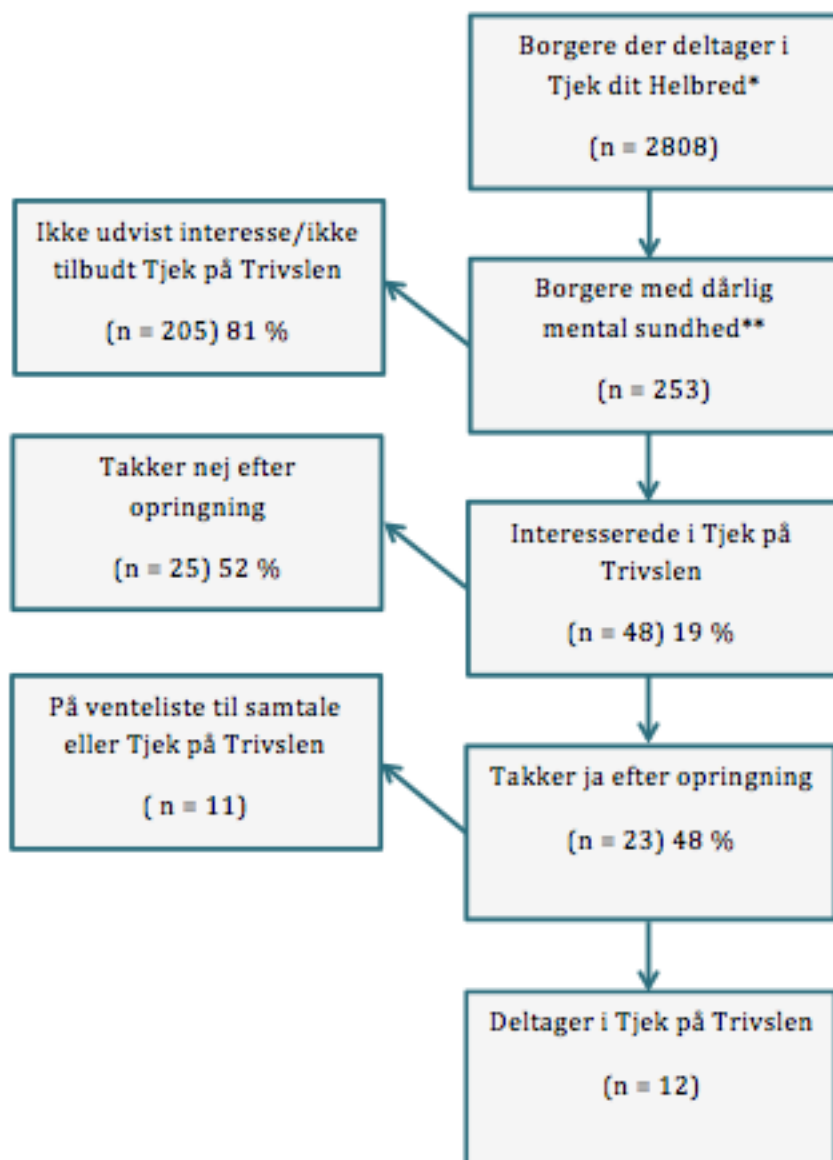 Borgere der deltager i
Tjek dit Helbred*
(n = 2808)
Ikke udvist interesse/ikke
tilbudt Tjek på Trivslen
(n = 205) 81 %
Borgere med dårlig
mental sundhed**
(n = 253)
Takker nej efter
opringning
(n = 25) 52 %
Interesserede i Tjek på
Trivslen
(n = 48) 19 %
På venteliste til samtale
eller Tjek på Trivslen
( n = 11)
Takker ja efter opringning
(n = 23) 48 %
Deltager i Tjek på Trivslen
(n = 12)